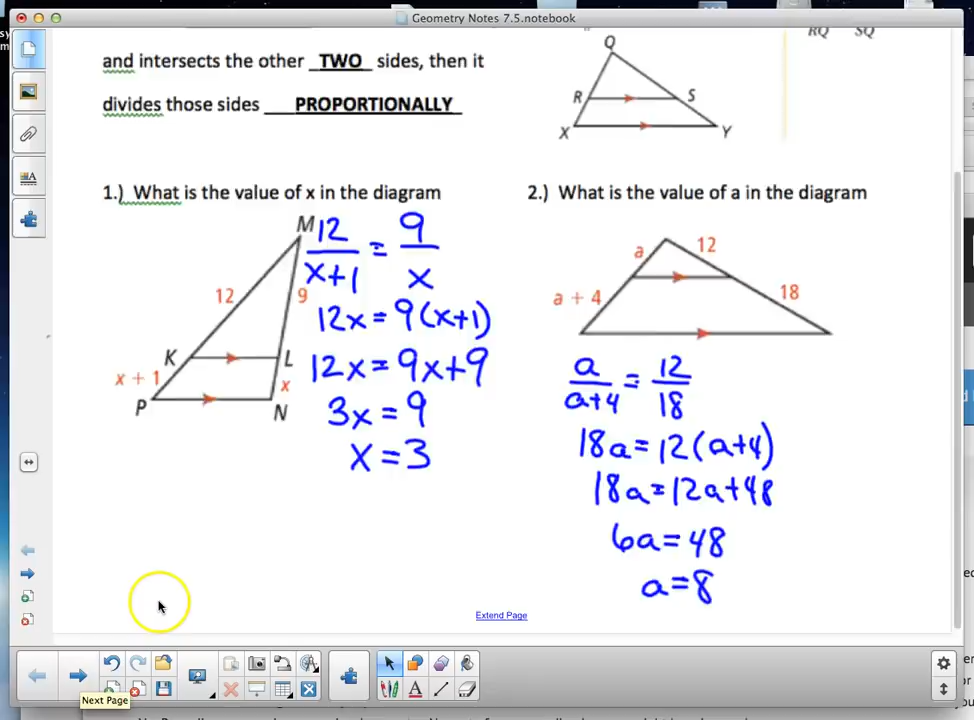 Geometry Notes 7.5.notebook
and intersects the other TWO sides, then it
divides those sides PROPORTIONALLY
RQ SQ
Q
R
S
X
Y
1.) What is the value of x in the diagram
M
12
9
K
L
x + 1
x
P
N
12/x+1 = 9/x
12x = 9(x+1)
12x = 9x+9
3x = 9
x = 3
2.) What is the value of a in the diagram
a
12
a + 4
18
a/a+4 = 12/18
18a = 12(a+4)
18a = 12a+48
6a = 48
a = 8
Extend Page
Next Page